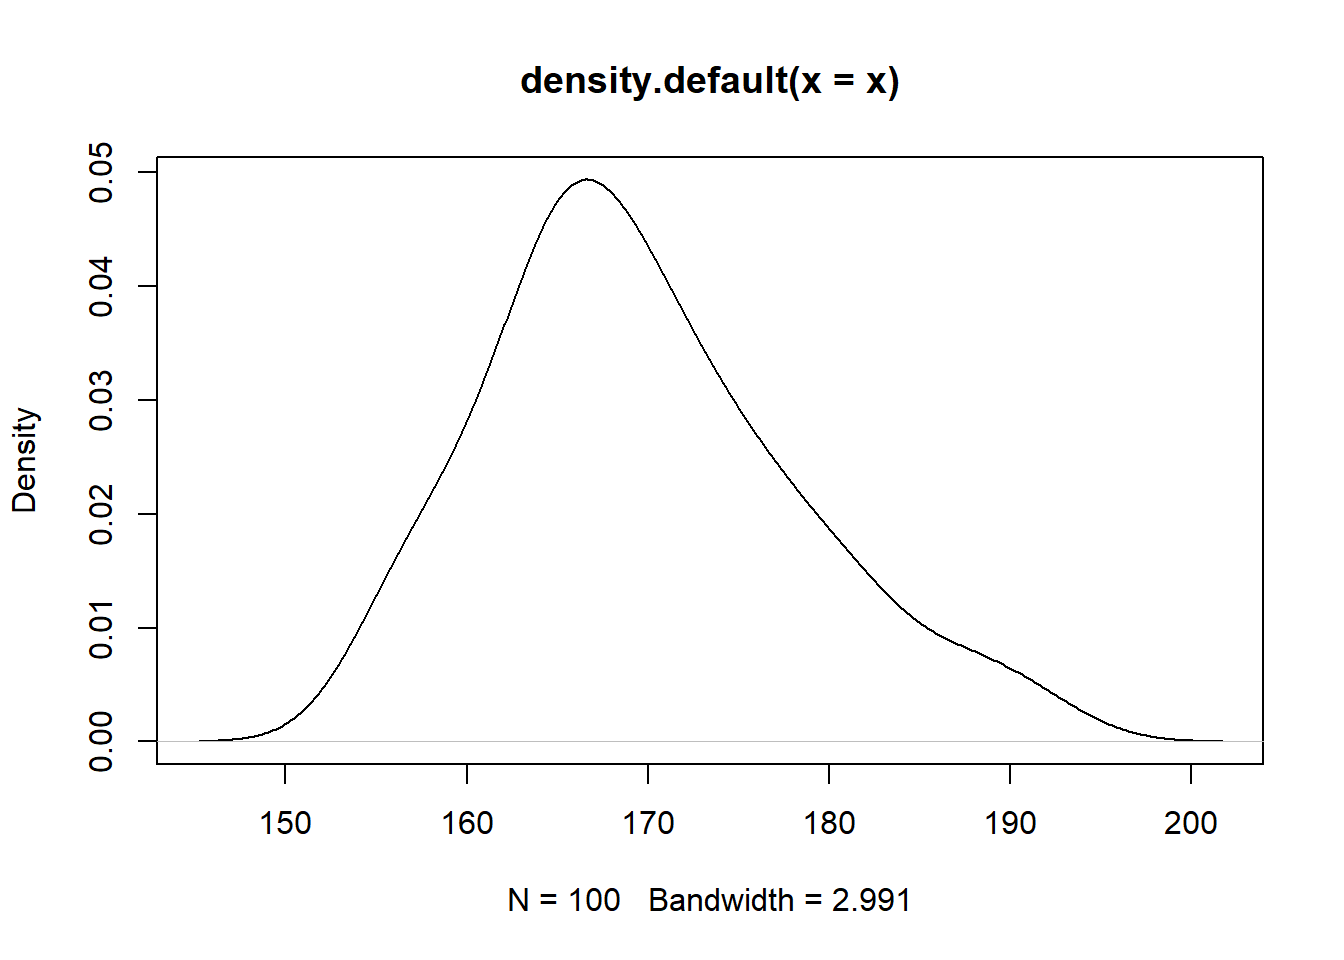 density.default(x = x)
Density
0.05
0.04
0.03
0.02
0.01
0.00
150 160 170 180 190 200
N = 100 Bandwidth = 2.991